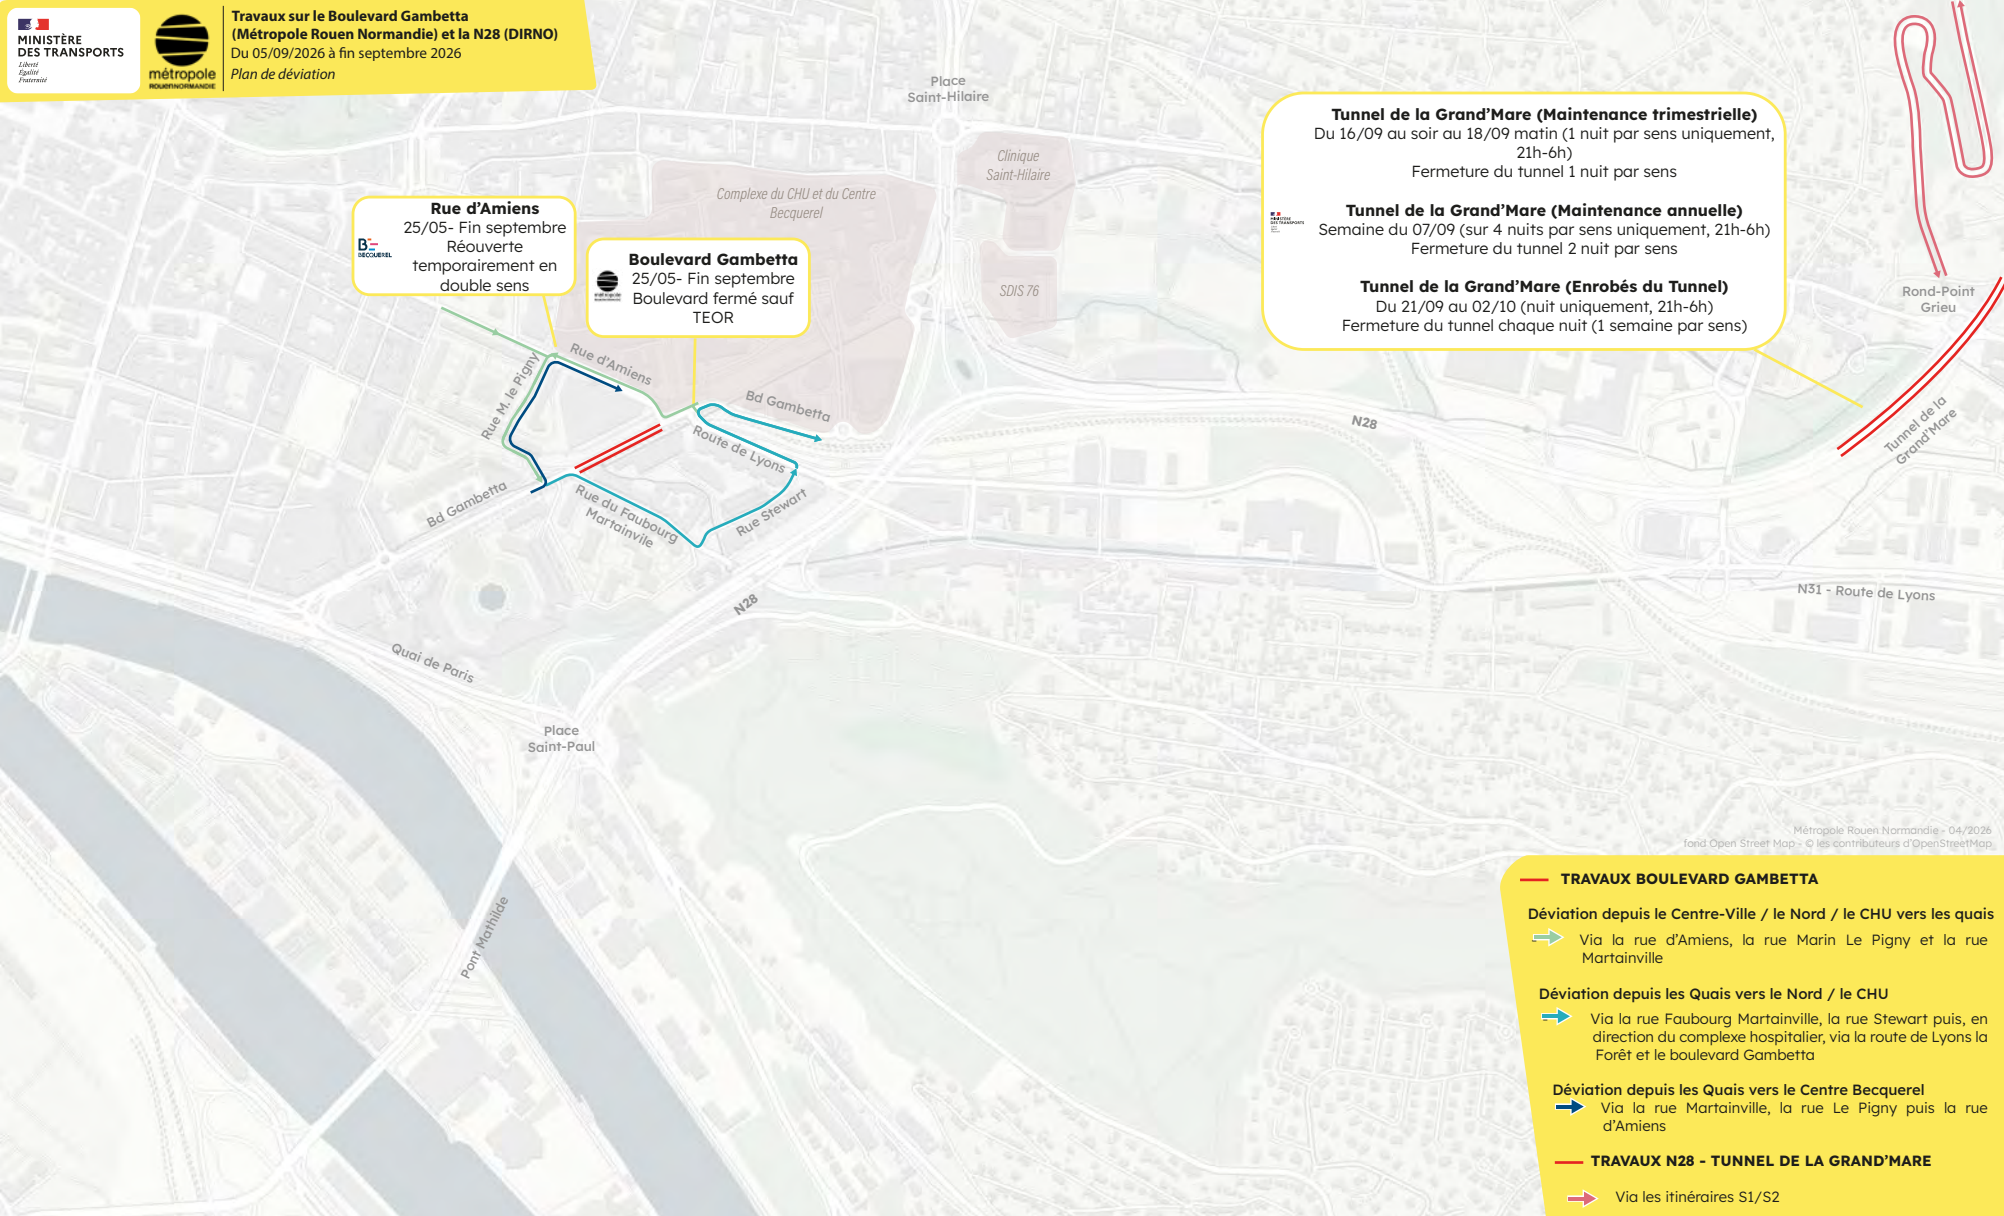 MINISTÈRE
DES TRANSPORTS
Liberté
Égalité
Fraternité
métropole
ROUENNORMANDIE
Travaux sur le Boulevard Gambetta
(Métropole Rouen Normandie) et la N28 (DIRNO)
Du 05/09/2026 à fin septembre 2026
Plan de déviation
Place
Saint-Hilaire
Clinique
Saint-Hilaire
Complexe du CHU et du Centre
Becquerel
SDIS 76
BECQUEREL
Rue d'Amiens
25/05- Fin septembre
Réouverte
temporairement en
double sens
Boulevard Gambetta
25/05- Fin septembre
Boulevard fermé sauf
TEOR
MINISTÈRE
DES TRANSPORTS
Tunnel de la Grand'Mare (Maintenance trimestrielle)
Du 16/09 au soir au 18/09 matin (1 nuit par sens uniquement,
21h-6h)
Fermeture du tunnel 1 nuit par sens
Tunnel de la Grand'Mare (Maintenance annuelle)
Semaine du 07/09 (sur 4 nuits par sens uniquement, 21h-6h)
Fermeture du tunnel 2 nuit par sens
Tunnel de la Grand'Mare (Enrobés du Tunnel)
Du 21/09 au 02/10 (nuit uniquement, 21h-6h)
Fermeture du tunnel chaque nuit (1 semaine par sens)
Rond-Point
Grieu
Tunnel de la
Grand'Mare
Rue d'Amiens
Rue M. le Pigny
Bd Gambetta
Route de Lyons
N28
Bd Gambetta
Rue du Faubourg
Martainvile
Rue Stewart
N28
N31 - Route de Lyons
Quai de Paris
Place
Saint-Paul
Pont Mathilde
Métropole Rouen Normandie - 04/2026
fond Open Street Map - © les contributeurs d'OpenStreetMap
TRAVAUX BOULEVARD GAMBETTA
Déviation depuis le Centre-Ville / le Nord / le CHU vers les quais
Via la rue d'Amiens, la rue Marin Le Pigny et la rue
Martainville
Déviation depuis les Quais vers le Nord / le CHU
Via la rue Faubourg Martainville, la rue Stewart puis, en
direction du complexe hospitalier, via la route de Lyons la
Forêt et le boulevard Gambetta
Déviation depuis les Quais vers le Centre Becquerel
Via la rue Martainville, la rue Le Pigny puis la rue
d'Amiens
TRAVAUX N28 - TUNNEL DE LA GRAND'MARE
Via les itinéraires S1/S2